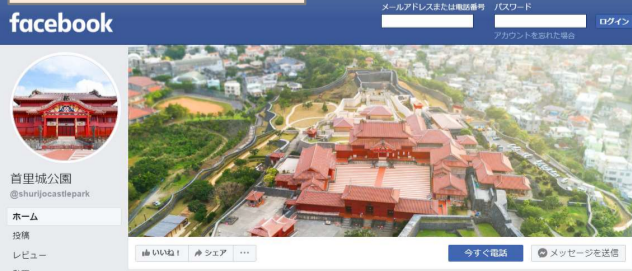 facebook
メールアドレスまたは電話番号 パスワード
ログイン
アカウントを忘れた場合
首里城公園
@shurijocastlepark
ホーム
投稿
レビュー
いいね！ シェア ...
今すぐ電話 メッセージを送信